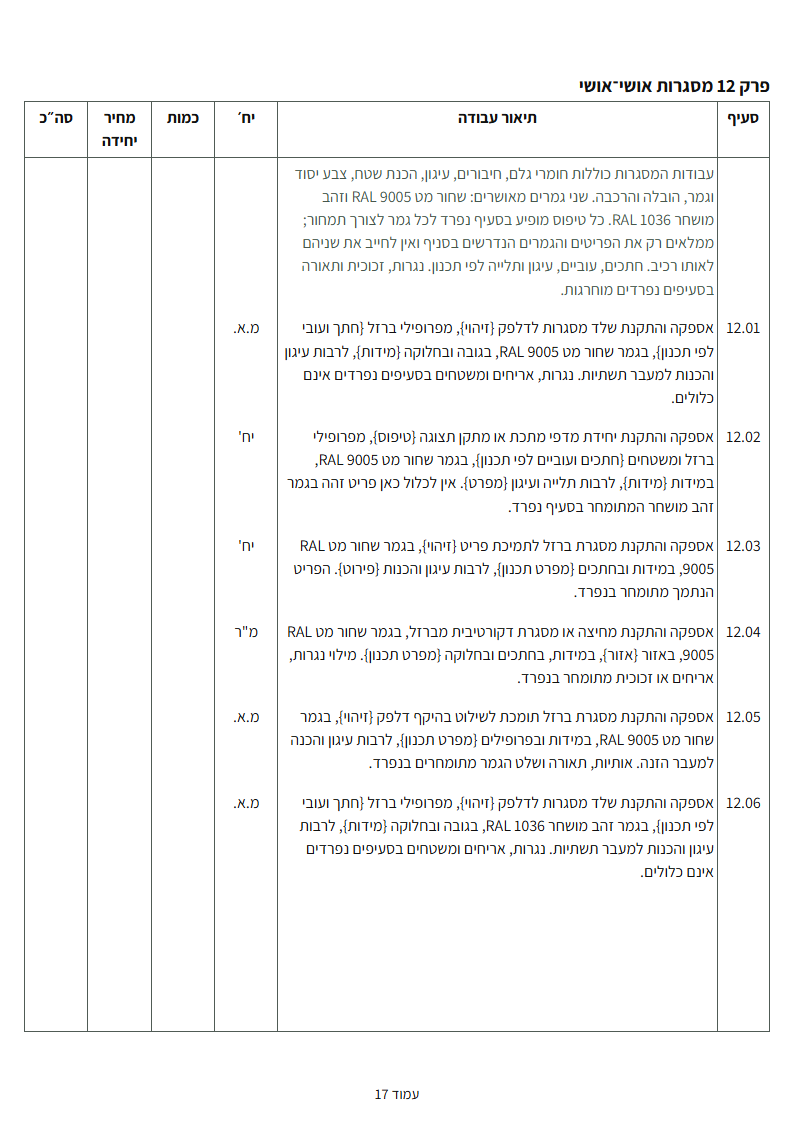 פרק 12 מסגרות אושי־אושי
סעיף תיאור עבודה יח׳ כמות מחיר יחידה סה״כ
עבודות המסגרות כוללות חומרי גלם, חיבורים, עיגון, הכנת שטח, צבע יסוד
וגמר, הובלה והרכבה. שני גמרים מאושרים: שחור מט RAL 9005 וזהב
מושחר RAL 1036. כל טיפוס מופיע בסעיף נפרד לכל גמר לצורך תמחור;
ממלאים רק את הפריטים והגמרים הנדרשים בסניף ואין לחייב את שניהם
לאותו רכיב. חתכים, עוביים, עיגון ותלייה לפי תכנון. נגרות, זכוכית ותאורה
בסעיפים נפרדים מוחרגות.
12.01 אספקה והתקנת שלד מסגרות לדלפק {זיהוי}, מפרופילי ברזל {חתך ועובי מ.א.
לפי תכנון}, בגמר שחור מט RAL 9005, בגובה ובחלוקה {מידות}, לרבות עיגון
והכנות למעבר תשתיות. נגרות, אריחים ומשטחים בסעיפים נפרדים אינם
כלולים.
12.02 אספקה והתקנת יחידת מדפי מתכת או מתקן תצוגה {טיפוס}, מפרופילי יח'
ברזל ומשטחים {חתכים ועוביים לפי תכנון}, בגמר שחור מט RAL 9005,
במידות {מידות}, לרבות תלייה ועיגון {מפרט}. אין לכלול כאן פריט זהה בגמר
זהב מושחר המתומחר בסעיף נפרד.
12.03 אספקה והתקנת מסגרת ברזל לתמיכת פריט {זיהוי}, בגמר שחור מט RAL יח'
9005, במידות ובחתכים {מפרט תכנון}, לרבות עיגון והכנות {פירוט}. הפריט
הנתמך מתומחר בנפרד.
12.04 אספקה והתקנת מחיצה או מסגרת דקורטיבית מברזל, בגמר שחור מט RAL מ"ר
9005, באזור {אזור}, במידות, בחתכים ובחלוקה {מפרט תכנון}. מילוי נגרות,
אריחים או זכוכית מתומחר בנפרד.
12.05 אספקה והתקנת מסגרת ברזל תומכת לשילוט בהיקף דלפק {זיהוי}, בגמר מ.א.
שחור מט RAL 9005, במידות ובפרופילים {מפרט תכנון}, לרבות עיגון והכנה
למעבר הזנה. אותיות, תאורה ושלט הגמר מתומחרים בנפרד.
12.06 אספקה והתקנת שלד מסגרות לדלפק {זיהוי}, מפרופילי ברזל {חתך ועובי מ.א.
לפי תכנון}, בגמר זהב מושחר RAL 1036, בגובה ובחלוקה {מידות}, לרבות
עיגון והכנות למעבר תשתיות. נגרות, אריחים ומשטחים בסעיפים נפרדים
אינם כלולים.
עמוד 17